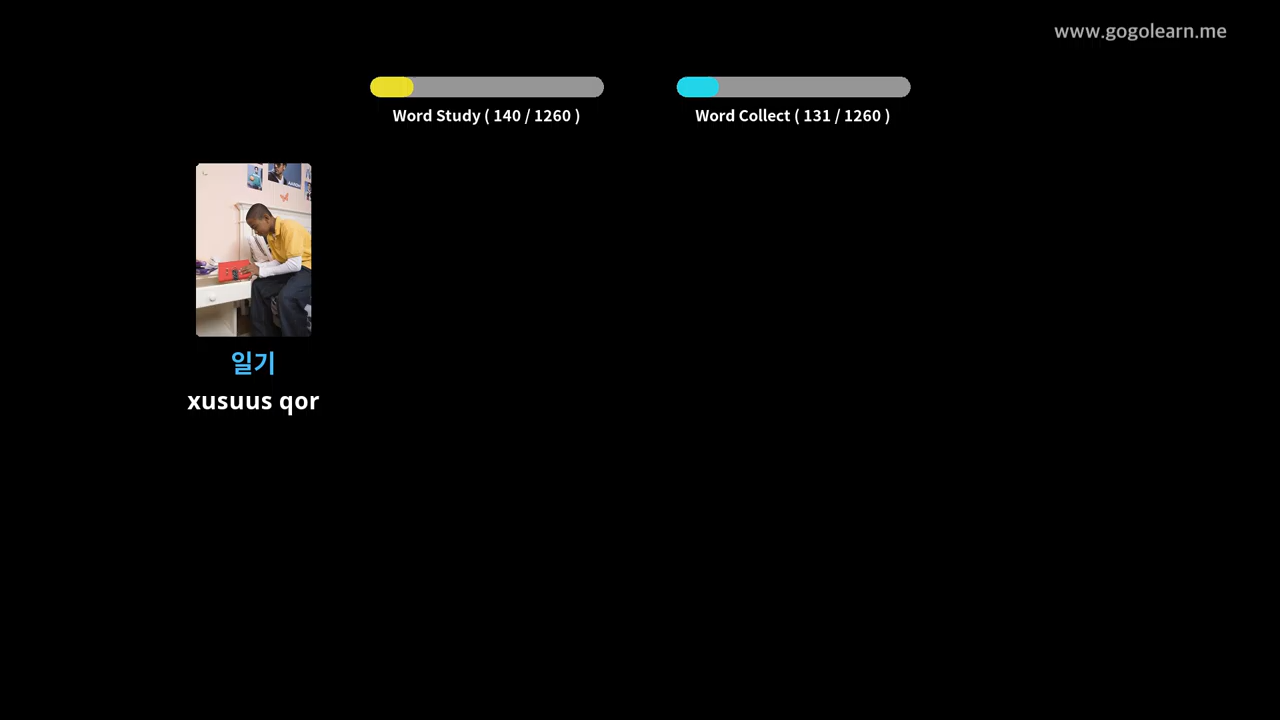 www.gogolearn.me
Word Study ( 140 / 1260 )
Word Collect ( 131 / 1260 )
일기
xusuus qor